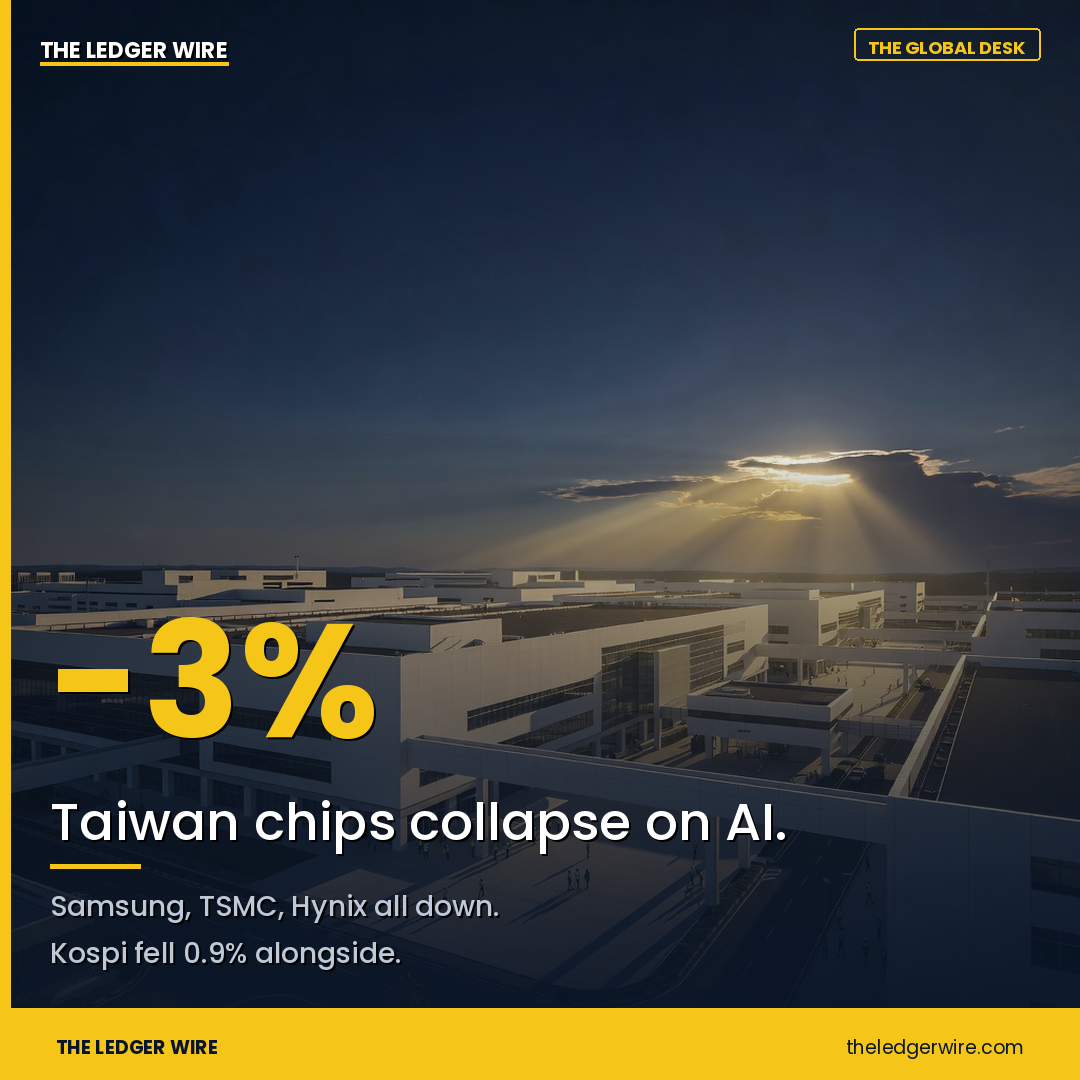 THE LEDGER WIRE
THE GLOBAL DESK
-3%
Taiwan chips collapse on AI.
Samsung, TSMC, Hynix all down.
Kospi fell 0.9% alongside.
THE LEDGER WIRE
theledgerwire.com